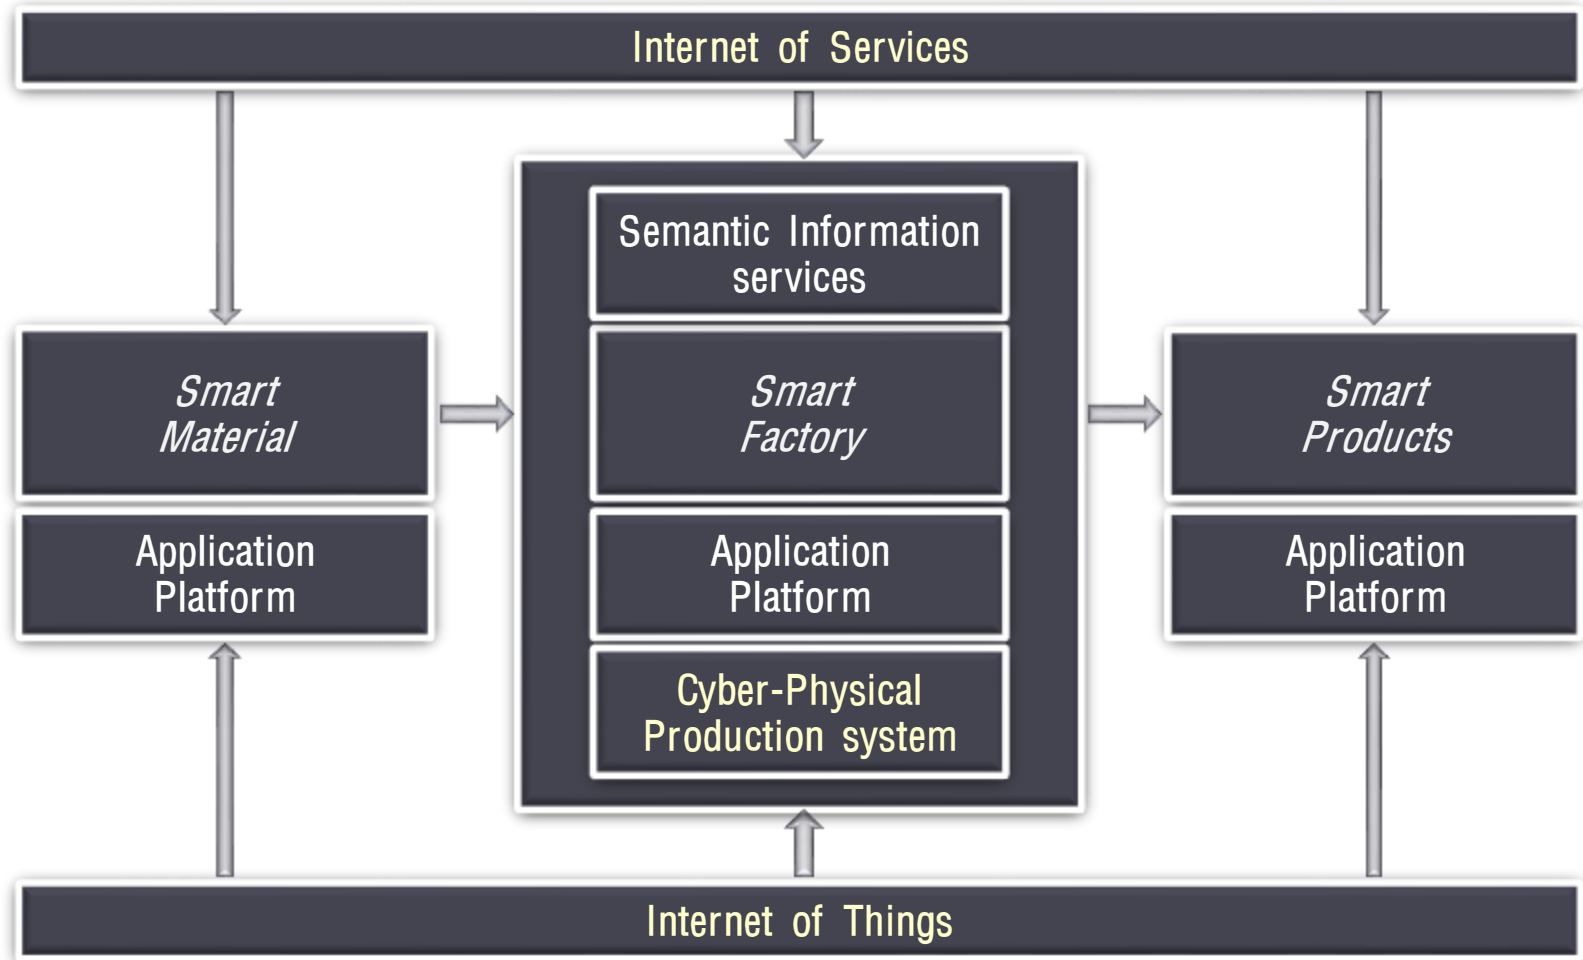 Internet of Services
Semantic Information
services
Smart
Material
Smart
Factory
Smart
Products
Application
Platform
Application
Platform
Application
Platform
Cyber-Physical
Production system
Internet of Things